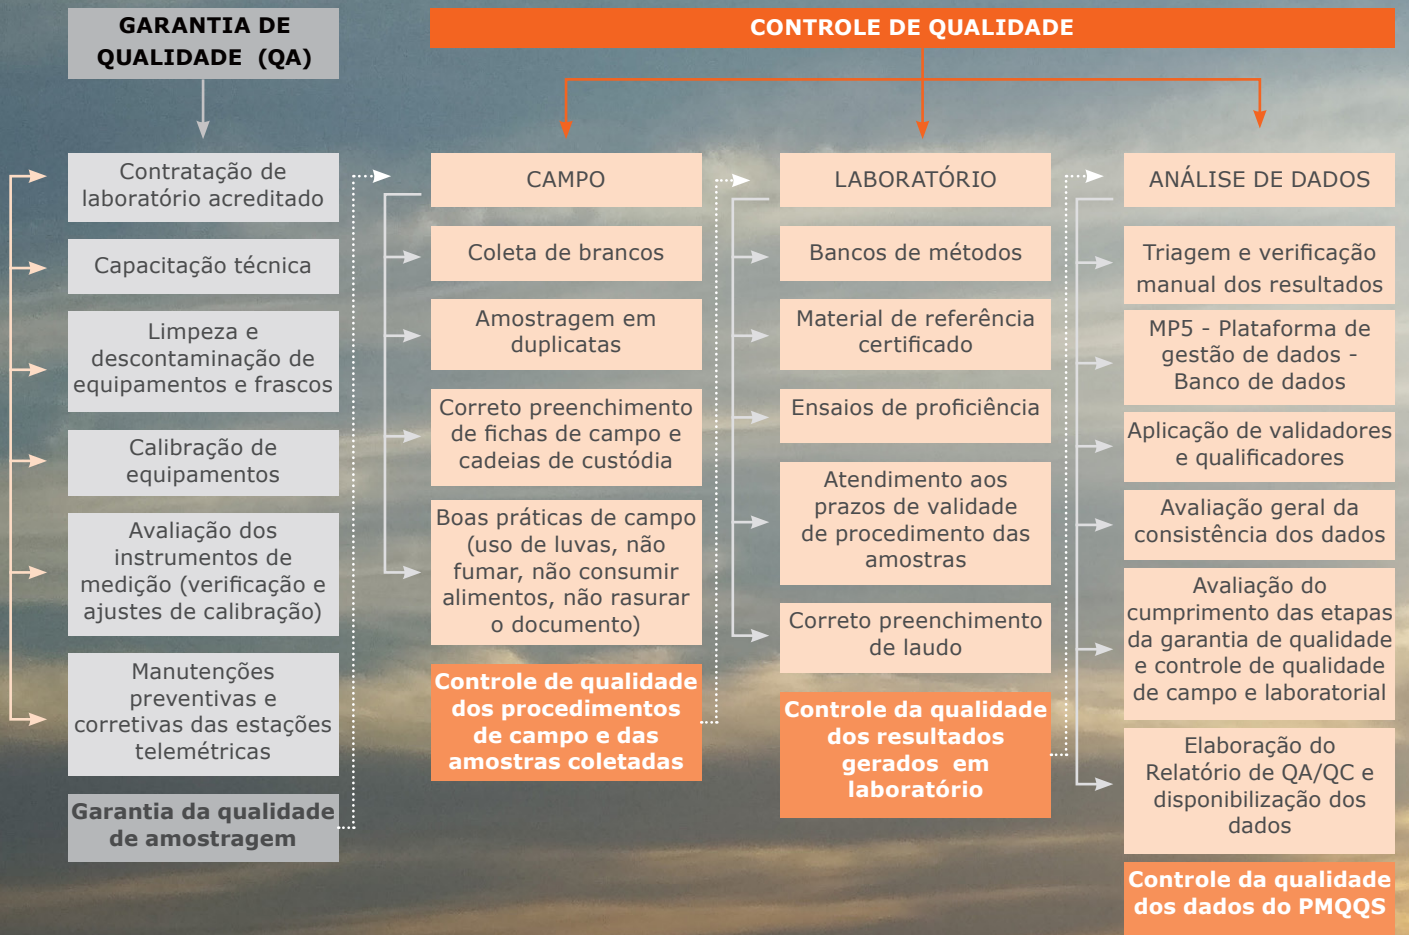 GARANTIA DE
QUALIDADE (QA)
Contratação de
laboratório acreditado
Capacitação técnica
Limpeza e
descontaminação de
equipamentos e frascos
Calibração de
equipamentos
Avaliação dos
instrumentos de
medição (verificação e
ajustes de calibração)
Manutenções
preventivas e
corretivas das estações
telemétricas
Garantia da qualidade
de amostragem
CONTROLE DE QUALIDADE
CAMPO
Coleta de brancos
Amostragem em
duplicatas
Correto preenchimento
de fichas de campo e
cadeias de custódia
Boas práticas de campo
(uso de luvas, não
fumar, não consumir
alimentos, não rasurar
o documento)
Controle de qualidade
dos procedimentos
de campo e das
amostras coletadas
LABORATÓRIO
Bancos de métodos
Material de referência
certificado
Ensaios de proficiência
Atendimento aos
prazos de validade
de procedimento das
amostras
Correto preenchimento
de laudo
Controle da qualidade
dos resultados
gerados em
laboratório
ANÁLISE DE DADOS
Triagem e verificação
manual dos resultados
MP5 - Plataforma de
gestão de dados -
Banco de dados
Aplicação de validadores
e qualificadores
Avaliação geral da
consistência dos dados
Avaliação do
cumprimento das etapas
da garantia de qualidade
e controle de qualidade
de campo e laboratorial
Elaboração do
Relatório de QA/QC e
disponibilização dos
dados
Controle da qualidade
dos dados do PMQQS